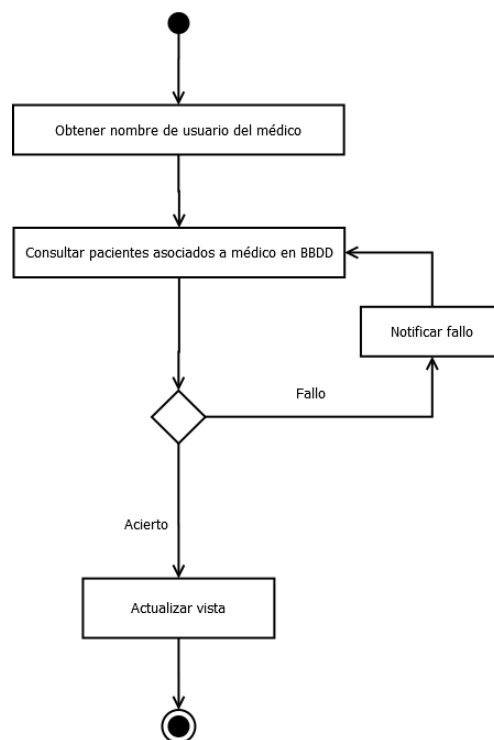 Obtener nombre de usuario del médico
Consultar pacientes asociados a médico en BBDD
Notificar fallo
Fallo
Acierto
Actualizar vista